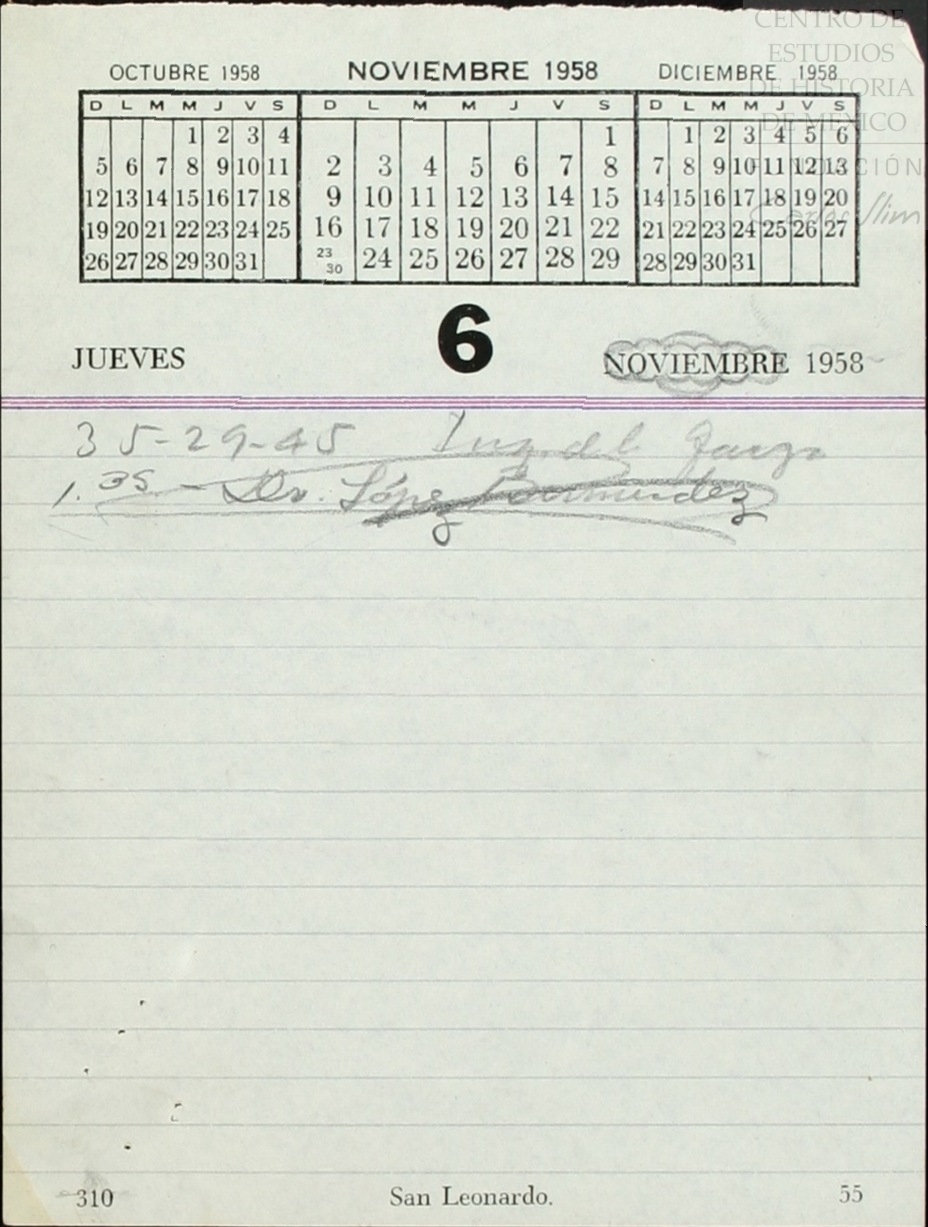 CENTRO DE
ESTUDIOS
DE HISTORIA
DE MÉXICO
FUNDACIÓN
Carlos Slim
OCTUBRE 1958 NOVIEMBRE 1958 DICIEMBRE 1958
D L M M J V S D L M M J V S D L M M J V S
1 2 3 4 1 1 2 3 4 5 6
5 6 7 8 9 10 11 2 3 4 5 6 7 8 7 8 9 10 11 12 13
12 13 14 15 16 17 18 9 10 11 12 13 14 15 14 15 16 17 18 19 20
19 20 21 22 23 24 25 16 17 18 19 20 21 22 21 22 23 24 25 26 27
26 27 28 29 30 31 23 30 24 25 26 27 28 29 28 29 30 31
JUEVES 6 NOVIEMBRE 1958
35-29-45
1.35 - Dr. López Bermúdez
310 San Leonardo. 55